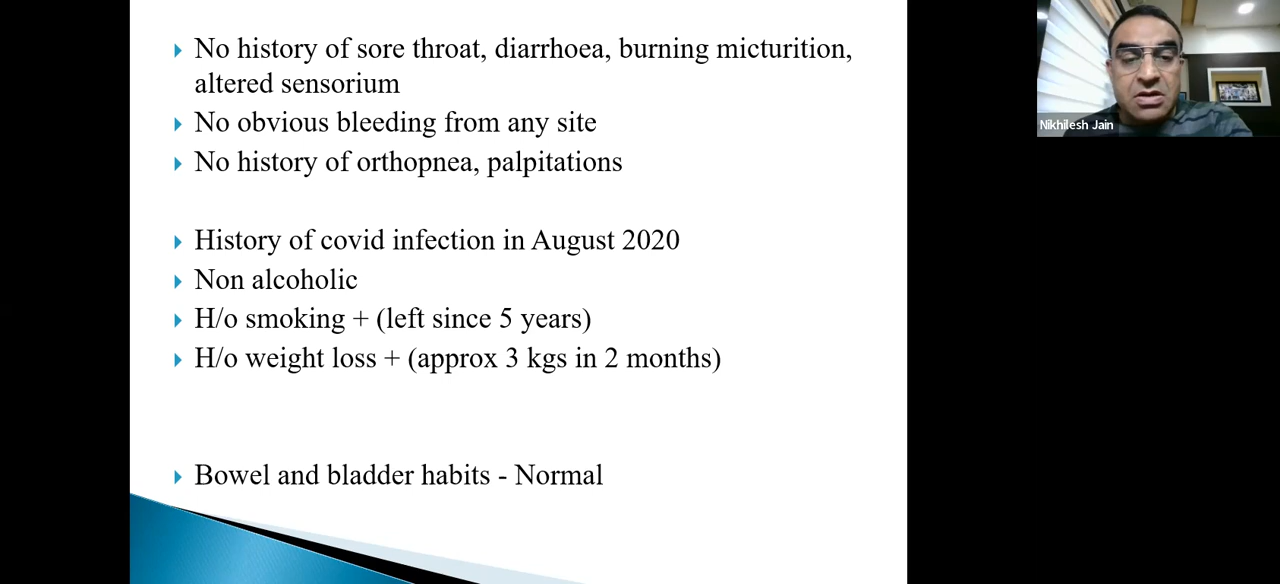 No history of sore throat, diarrhoea, burning micturition,
altered sensorium
No obvious bleeding from any site
No history of orthopnea, palpitations
History of covid infection in August 2020
Non alcoholic
H/o smoking + (left since 5 years)
H/o weight loss + (approx 3 kgs in 2 months)
Bowel and bladder habits - Normal
Nikhilesh Jain